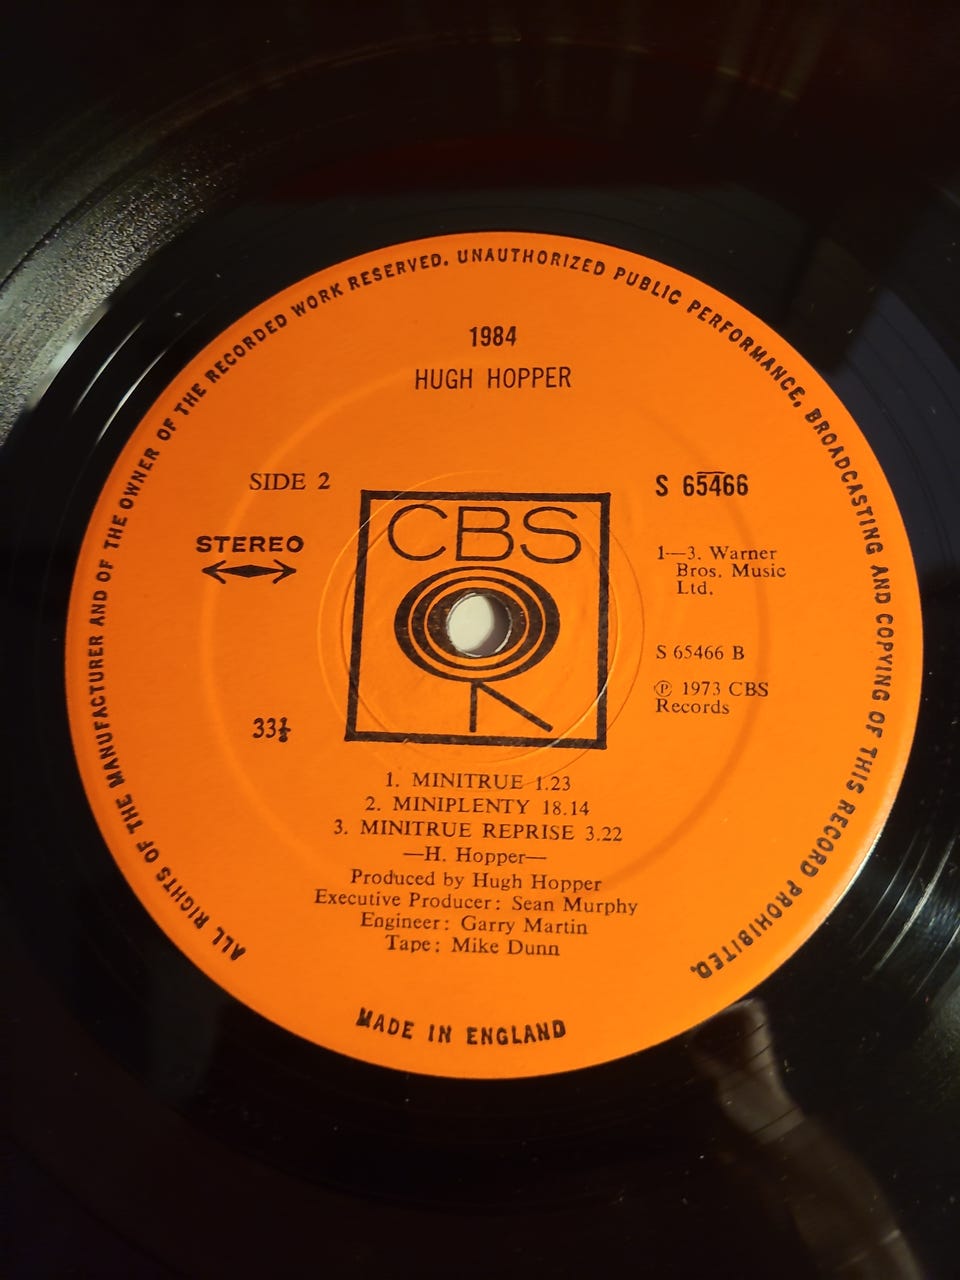 ALL RIGHTS OF THE MANUFACTURER AND OF THE OWNER OF THE RECORDED WORK RESERVED. UNAUTHORIZED PUBLIC PERFORMANCE, BROADCASTING AND COPYING OF THIS RECORD PROHIBITED.
1984
HUGH HOPPER
SIDE 2
S 65466
STEREO
CBS
1—3. Warner
Bros. Music
Ltd.
S 65466 B
Ⓟ 1973 CBS
Records
33⅓
1. MINITRUE 1.23
2. MINIPLENTY 18.14
3. MINITRUE REPRISE 3.22
—H. Hopper—
Produced by Hugh Hopper
Executive Producer: Sean Murphy
Engineer: Garry Martin
Tape: Mike Dunn
MADE IN ENGLAND